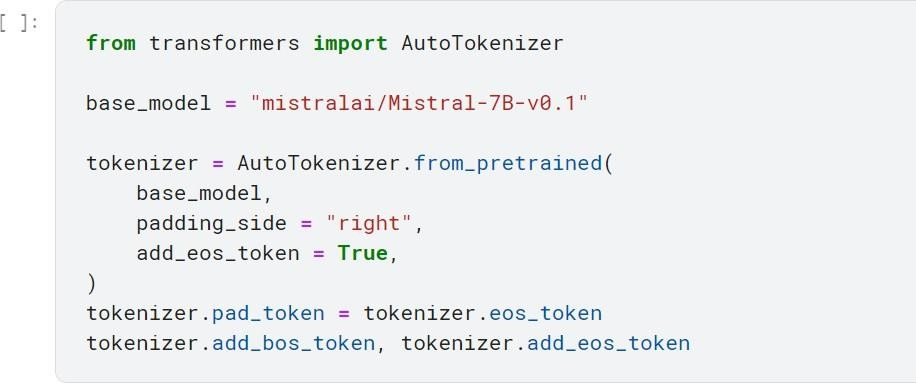 [ ]:
from transformers import AutoTokenizer
base_model = "mistralai/Mistral-7B-v0.1"
tokenizer = AutoTokenizer.from_pretrained(
    base_model,
    padding_side = "right",
    add_eos_token = True,
)
tokenizer.pad_token = tokenizer.eos_token
tokenizer.add_bos_token, tokenizer.add_eos_token